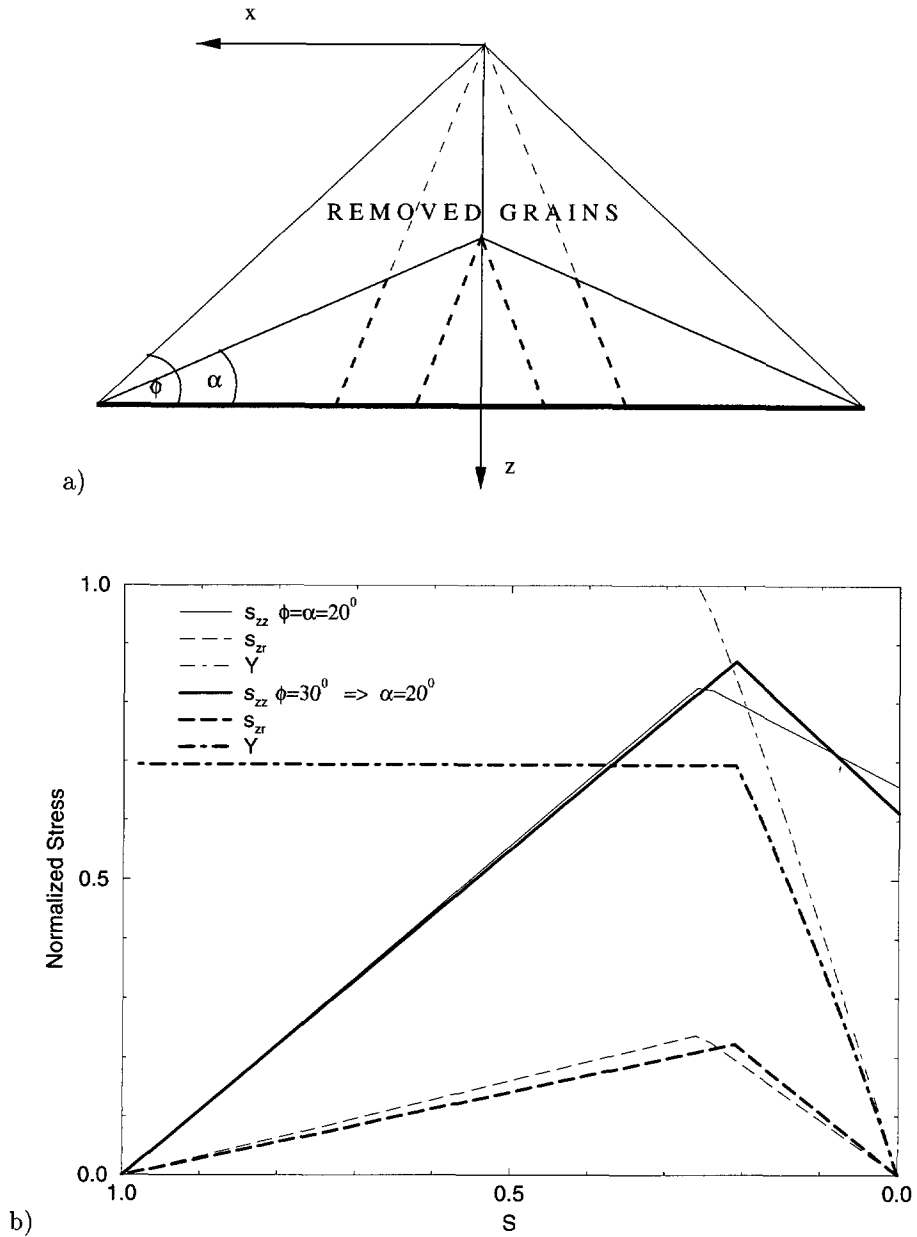 x
REMOVED GRAINS
ϕ
α
z
a)
1.0
s_zz ϕ=α=20⁰
s_zr
Y
s_zz ϕ=30⁰ => α=20⁰
s_zr
Y
Normalized Stress
0.5
0.0
1.0
0.5
0.0
S
b)